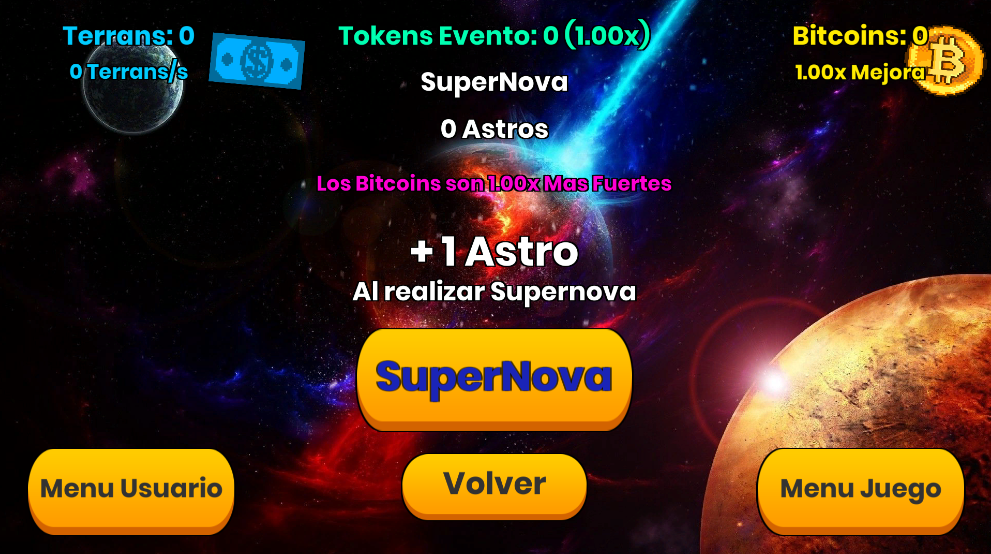 Terrans: 0
0 Terrans/s
Tokens Evento: 0 (1.00x)
Bitcoins: 0
1.00x Mejora
SuperNova
0 Astros
Los Bitcoins son 1.00x Mas Fuertes
+ 1 Astro
Al realizar Supernova
SuperNova
Menu Usuario
Volver
Menu Juego